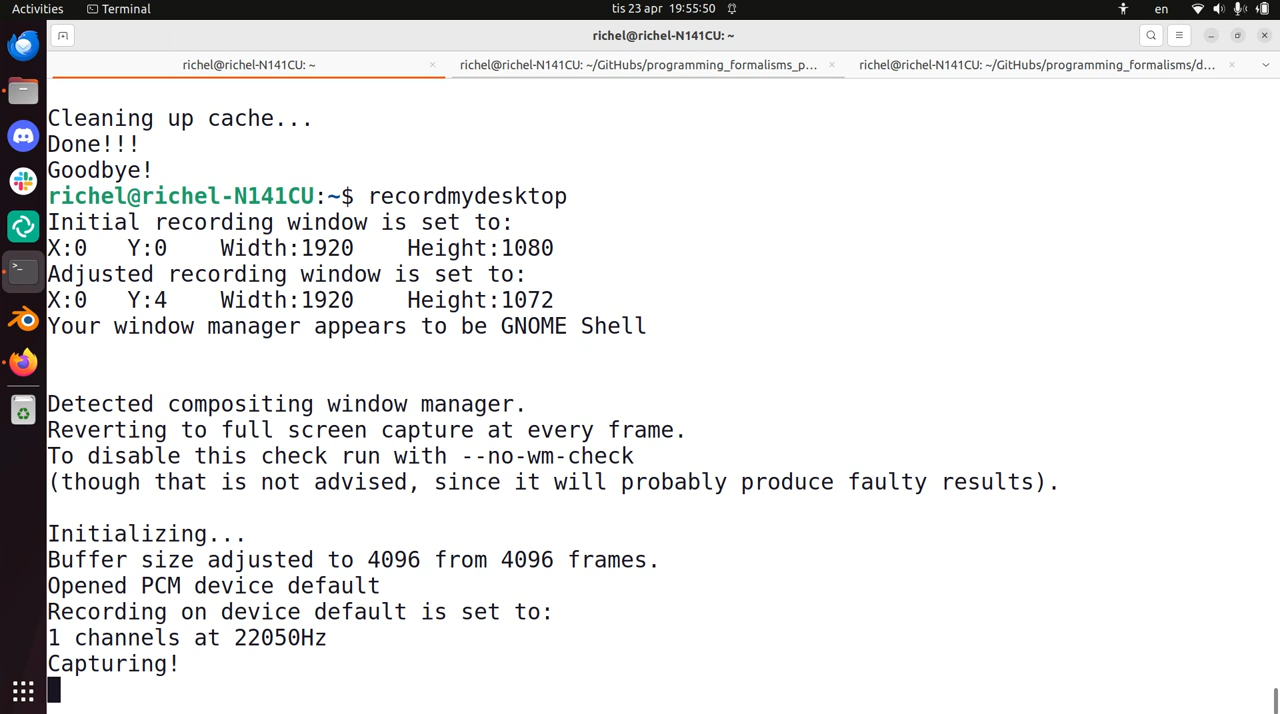 Activities
Terminal
tis 23 apr 19:55:50
en
richel@richel-N141CU: ~
richel@richel-N141CU: ~
richel@richel-N141CU: ~/GitHubs/programming_formalisms_p...
richel@richel-N141CU: ~/GitHubs/programming_formalisms/d...
Cleaning up cache...
Done!!!
Goodbye!
richel@richel-N141CU:~$ recordmydesktop
Initial recording window is set to:
X:0   Y:0    Width:1920    Height:1080
Adjusted recording window is set to:
X:0   Y:4    Width:1920    Height:1072
Your window manager appears to be GNOME Shell
Detected compositing window manager.
Reverting to full screen capture at every frame.
To disable this check run with --no-wm-check
(though that is not advised, since it will probably produce faulty results).
Initializing...
Buffer size adjusted to 4096 from 4096 frames.
Opened PCM device default
Recording on device default is set to:
1 channels at 22050Hz
Capturing!